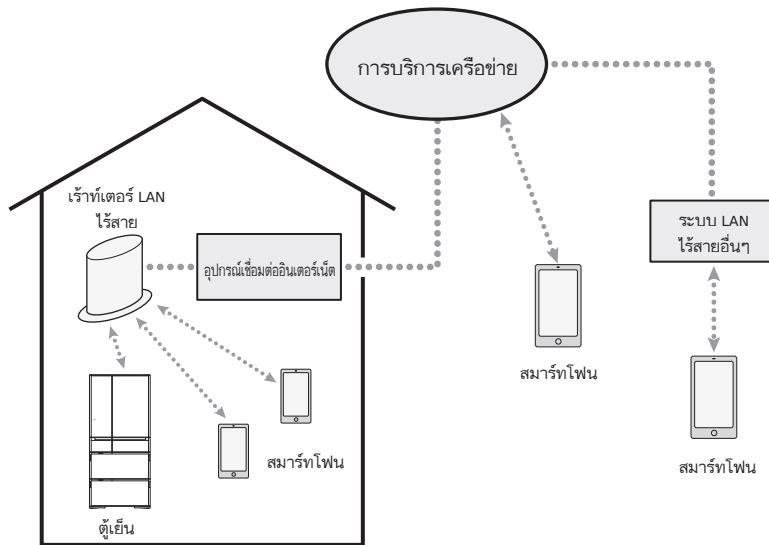 การบริการเครือข่าย
เร้าท์เตอร์ LAN
ไร้สาย
ระบบ LAN
ไร้สายอื่นๆ
อุปกรณ์เชื่อมต่ออินเตอร์เน็ต
สมาร์ทโฟน
สมาร์ทโฟน
สมาร์ทโฟน
ตู้เย็น